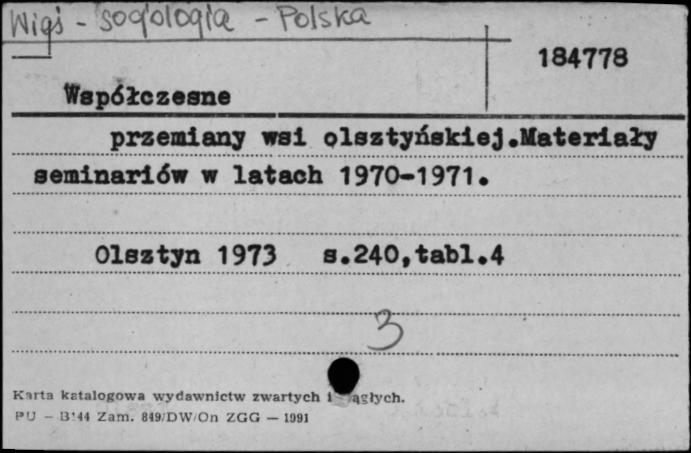 Wieś - socjologia - Polska
184778
Współczesne
przemiany wsi olsztyńskiej.Materiały
seminariów w latach 1970-1971.
Olsztyn 1973 s.240,tabl.4
3
Karta katalogowa wydawnictw zwartych i ągłych.
PU - B'44 Zam. 849/DW/On ZGG — 1991